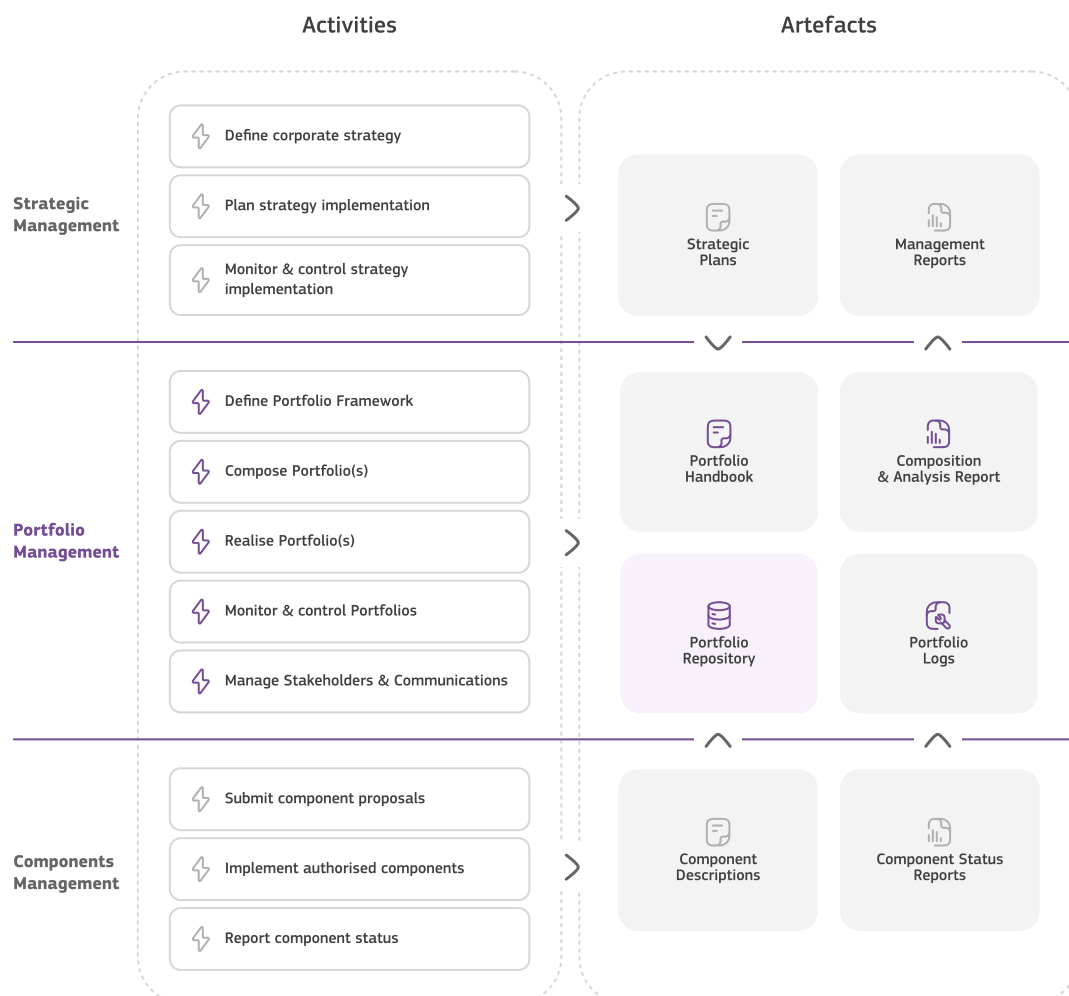 Activities
Artefacts
Strategic
Management
Define corporate strategy
Plan strategy implementation
Monitor & control strategy
implementation
Strategic
Plans
Management
Reports
Portfolio
Management
Define Portfolio Framework
Compose Portfolio(s)
Realise Portfolio(s)
Monitor & control Portfolios
Manage Stakeholders & Communications
Portfolio
Handbook
Composition
& Analysis Report
Portfolio
Repository
Portfolio
Logs
Components
Management
Submit component proposals
Implement authorised components
Report component status
Component
Descriptions
Component Status
Reports